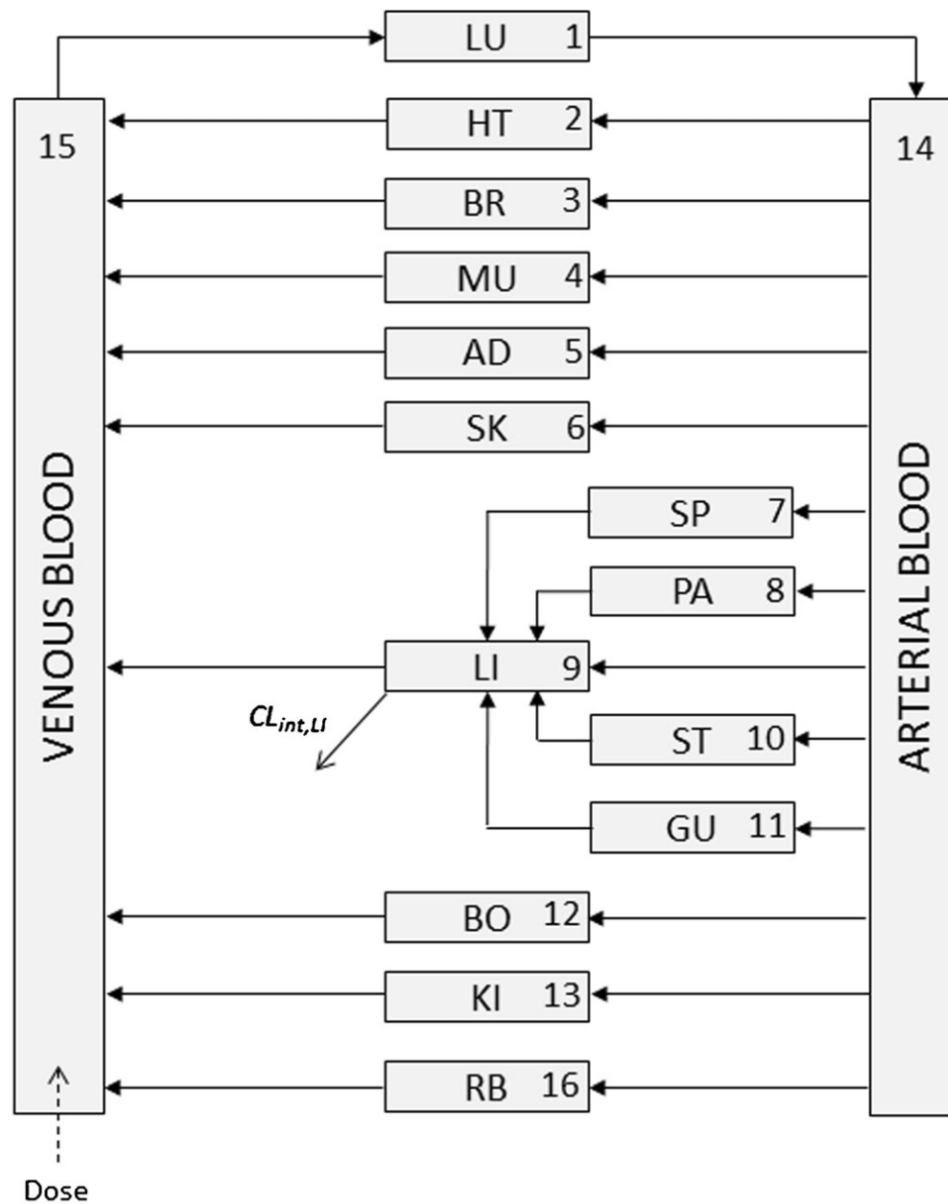 LU 1
15
14
HT 2
BR 3
MU 4
AD 5
SK 6
SP 7
PA 8
LI 9
CLint,LI
ST 10
GU 11
BO 12
KI 13
RB 16
VENOUS BLOOD
ARTERIAL BLOOD
Dose